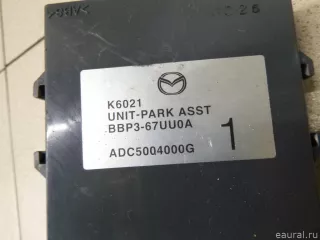 K6021
UNIT-PARK ASST
BBP3-67UU0A
1
ADC5004000G
eaural.ru